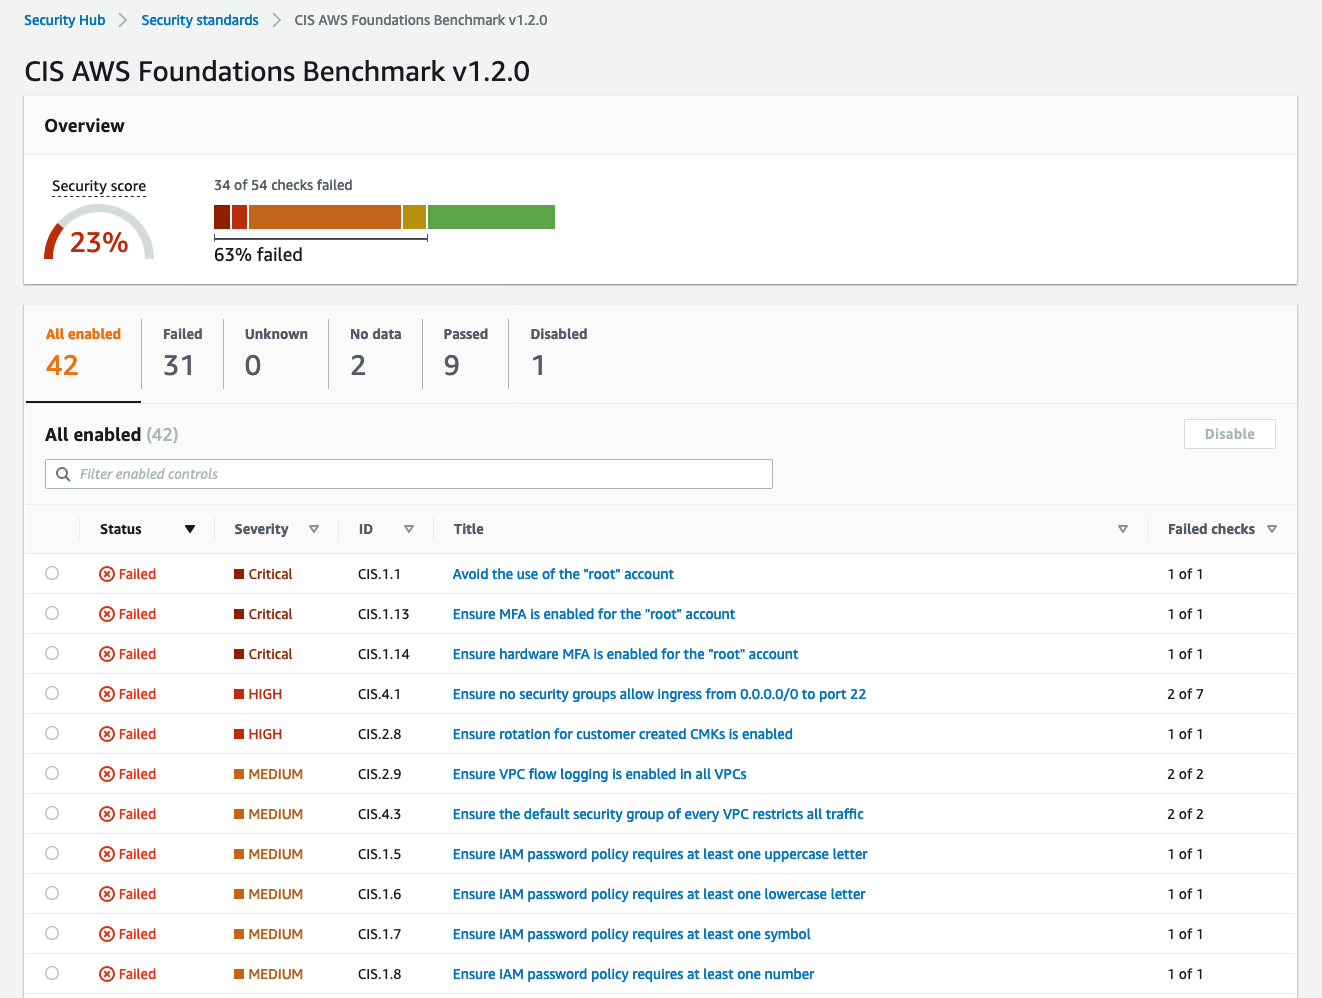 Security Hub > Security standards > CIS AWS Foundations Benchmark v1.2.0
CIS AWS Foundations Benchmark v1.2.0
Overview
Security score
23%
34 of 54 checks failed
63% failed
All enabled Failed Unknown No data Passed Disabled
42 31 0 2 9 1
All enabled (42)
Disable
Filter enabled controls
Status Severity ID Title Failed checks
Failed Critical CIS.1.1 Avoid the use of the "root" account 1 of 1
Failed Critical CIS.1.13 Ensure MFA is enabled for the "root" account 1 of 1
Failed Critical CIS.1.14 Ensure hardware MFA is enabled for the "root" account 1 of 1
Failed HIGH CIS.4.1 Ensure no security groups allow ingress from 0.0.0.0/0 to port 22 2 of 7
Failed HIGH CIS.2.8 Ensure rotation for customer created CMKs is enabled 1 of 1
Failed MEDIUM CIS.2.9 Ensure VPC flow logging is enabled in all VPCs 2 of 2
Failed MEDIUM CIS.4.3 Ensure the default security group of every VPC restricts all traffic 2 of 2
Failed MEDIUM CIS.1.5 Ensure IAM password policy requires at least one uppercase letter 1 of 1
Failed MEDIUM CIS.1.6 Ensure IAM password policy requires at least one lowercase letter 1 of 1
Failed MEDIUM CIS.1.7 Ensure IAM password policy requires at least one symbol 1 of 1
Failed MEDIUM CIS.1.8 Ensure IAM password policy requires at least one number 1 of 1